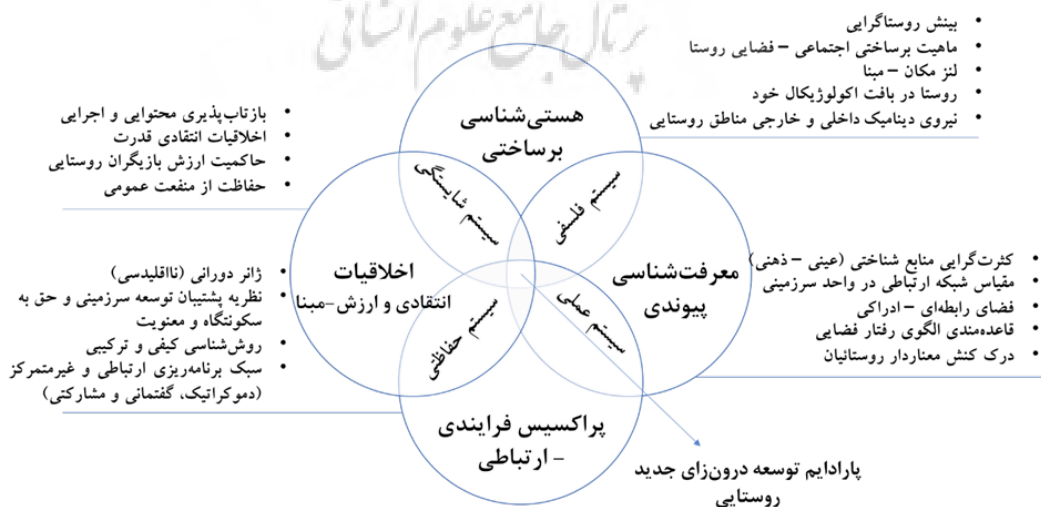 پرتال جامع علوم انسانی
بینش روستاگرایی
ماهیت برساختی اجتماعی – فضایی روستا
لنز مکان – مبنا
روستا در بافت اکولوژیکال خود
نیروی دینامیک داخلی و خارجی مناطق روستایی
بازتاب‌پذیری محتوایی و اجرایی
اخلاقیات انتقادی قدرت
حاکمیت ارزش بازیگران روستایی
حفاظت از منفعت عمومی
هستی‌شناسی
برساختی
سیستم فلسفی
سیستم شایستگی
معرفت‌شناسی
پیوندی
اخلاقیات
انتقادی و ارزش-مبنا
کثرت‌گرایی منابع شناختی (عینی – ذهنی)
مقیاس شبکه ارتباطی در واحد سرزمینی
فضای رابطه‌ای – ادراکی
قاعده‌مندی الگوی رفتار فضایی
درک کنش معنادار روستائیان
ژانر دورانی (نااقلیدسی)
نظریه پشتیبان توسعه سرزمینی و حق به
سکونتگاه و معنویت
روش‌شناسی کیفی و ترکیبی
سبک برنامه‌ریزی ارتباطی و غیرمتمرکز
(دموکراتیک، گفتمانی و مشارکتی)
سیستم عملی
سیستم حفاظتی
پراکسیس فرایندی
– ارتباطی
پارادایم توسعه درون‌زای جدید
روستایی